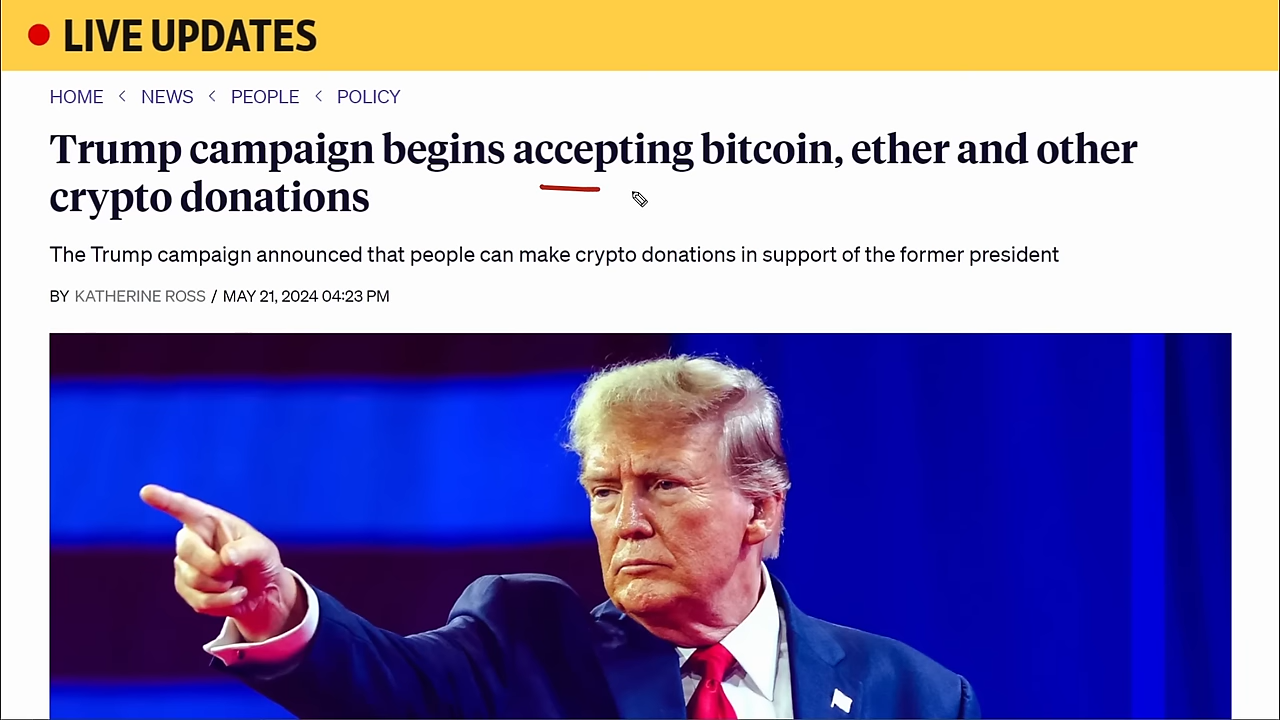 LIVE UPDATES
HOME < NEWS < PEOPLE < POLICY
Trump campaign begins accepting bitcoin, ether and other
crypto donations
The Trump campaign announced that people can make crypto donations in support of the former president
BY KATHERINE ROSS / MAY 21, 2024 04:23 PM